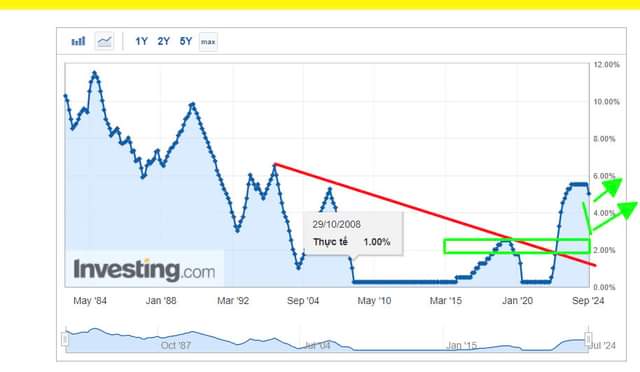 1Y 2Y 5Y max
12.00%
10.00%
8.00%
6.00%
4.00%
2.00%
0.00%
29/10/2008
Thực tế 1.00%
Investing.com
May '84 Jan '88 Mar '92 Sep '04 May '10 Mar '15 Jan '20 Sep '24
Oct '87 Jul '04 Jan '15 Jul '24